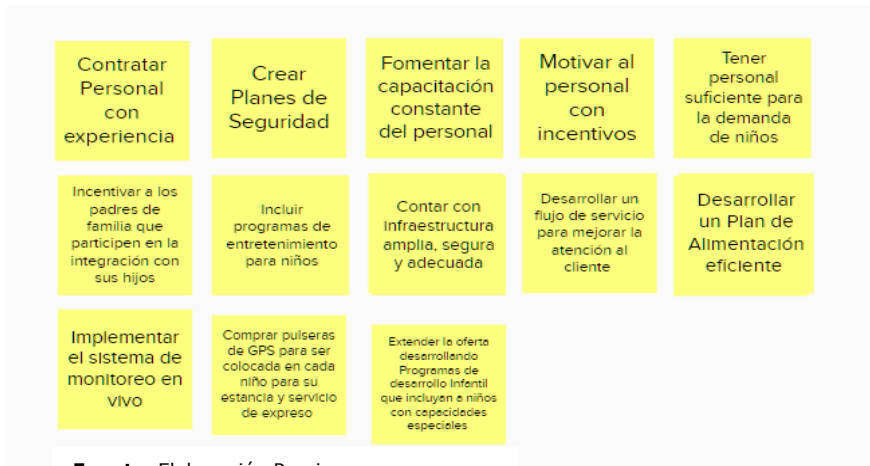 Contratar
Personal
con
experiencia
Crear
Planes de
Seguridad
Fomentar la
capacitación
constante
del personal
Motivar al
personal
con
incentivos
Tener
personal
suficiente para
la demanda
de niños
Incentivar a los
padres de
familia que
participen en la
integración con
sus hijos
Incluir
programas de
entretenimiento
para niños
Contar con
infraestructura
amplia, segura
y adecuada
Desarrollar un
flujo de servicio
para mejorar la
atención al
cliente
Desarrollar
un Plan de
Alimentación
eficiente
Implementar
el sistema de
monitoreo en
vivo
Comprar pulseras
de GPS para ser
colocada en cada
niño para su
estancia y servicio
de expreso
Extender la oferta
desarrollando
Programas de
desarrollo Infantil
que incluyan a niños
con capacidades
especiales